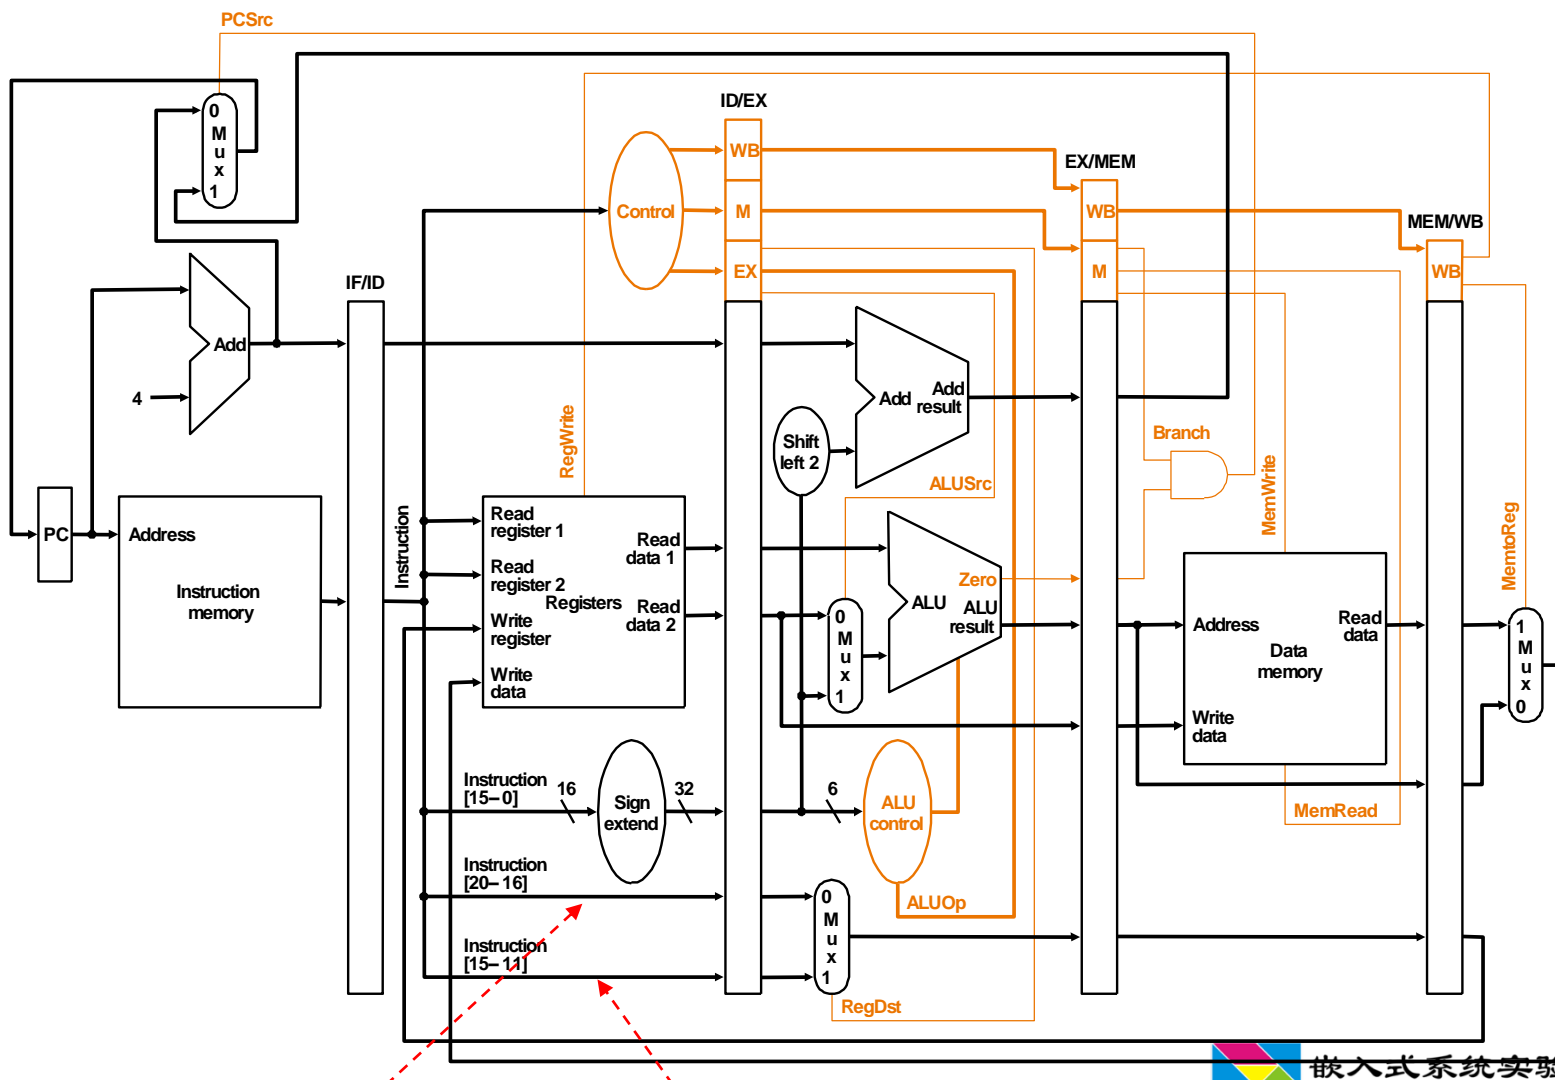 PCSrc
0
M
u
x
1
ID/EX
WB
M
EX
Control
EX/MEM
WB
M
MEM/WB
WB
IF/ID
Add
4
RegWrite
Shift
left 2
Add
Add
result
Branch
ALUSrc
MemWrite
MemtoReg
PC
Address
Instruction
memory
Instruction
Read
register 1
Read
register 2
Write
register
Write
data
Registers
Read
data 1
Read
data 2
0
M
u
x
1
Zero
ALU
ALU
result
Address
Write
data
Data
memory
Read
data
1
M
u
x
0
Instruction
[15–0]
16
Sign
extend
32
6
ALU
control
MemRead
Instruction
[20–16]
0
M
u
x
1
ALUOp
Instruction
[15–11]
RegDst
嵌入式系统实验